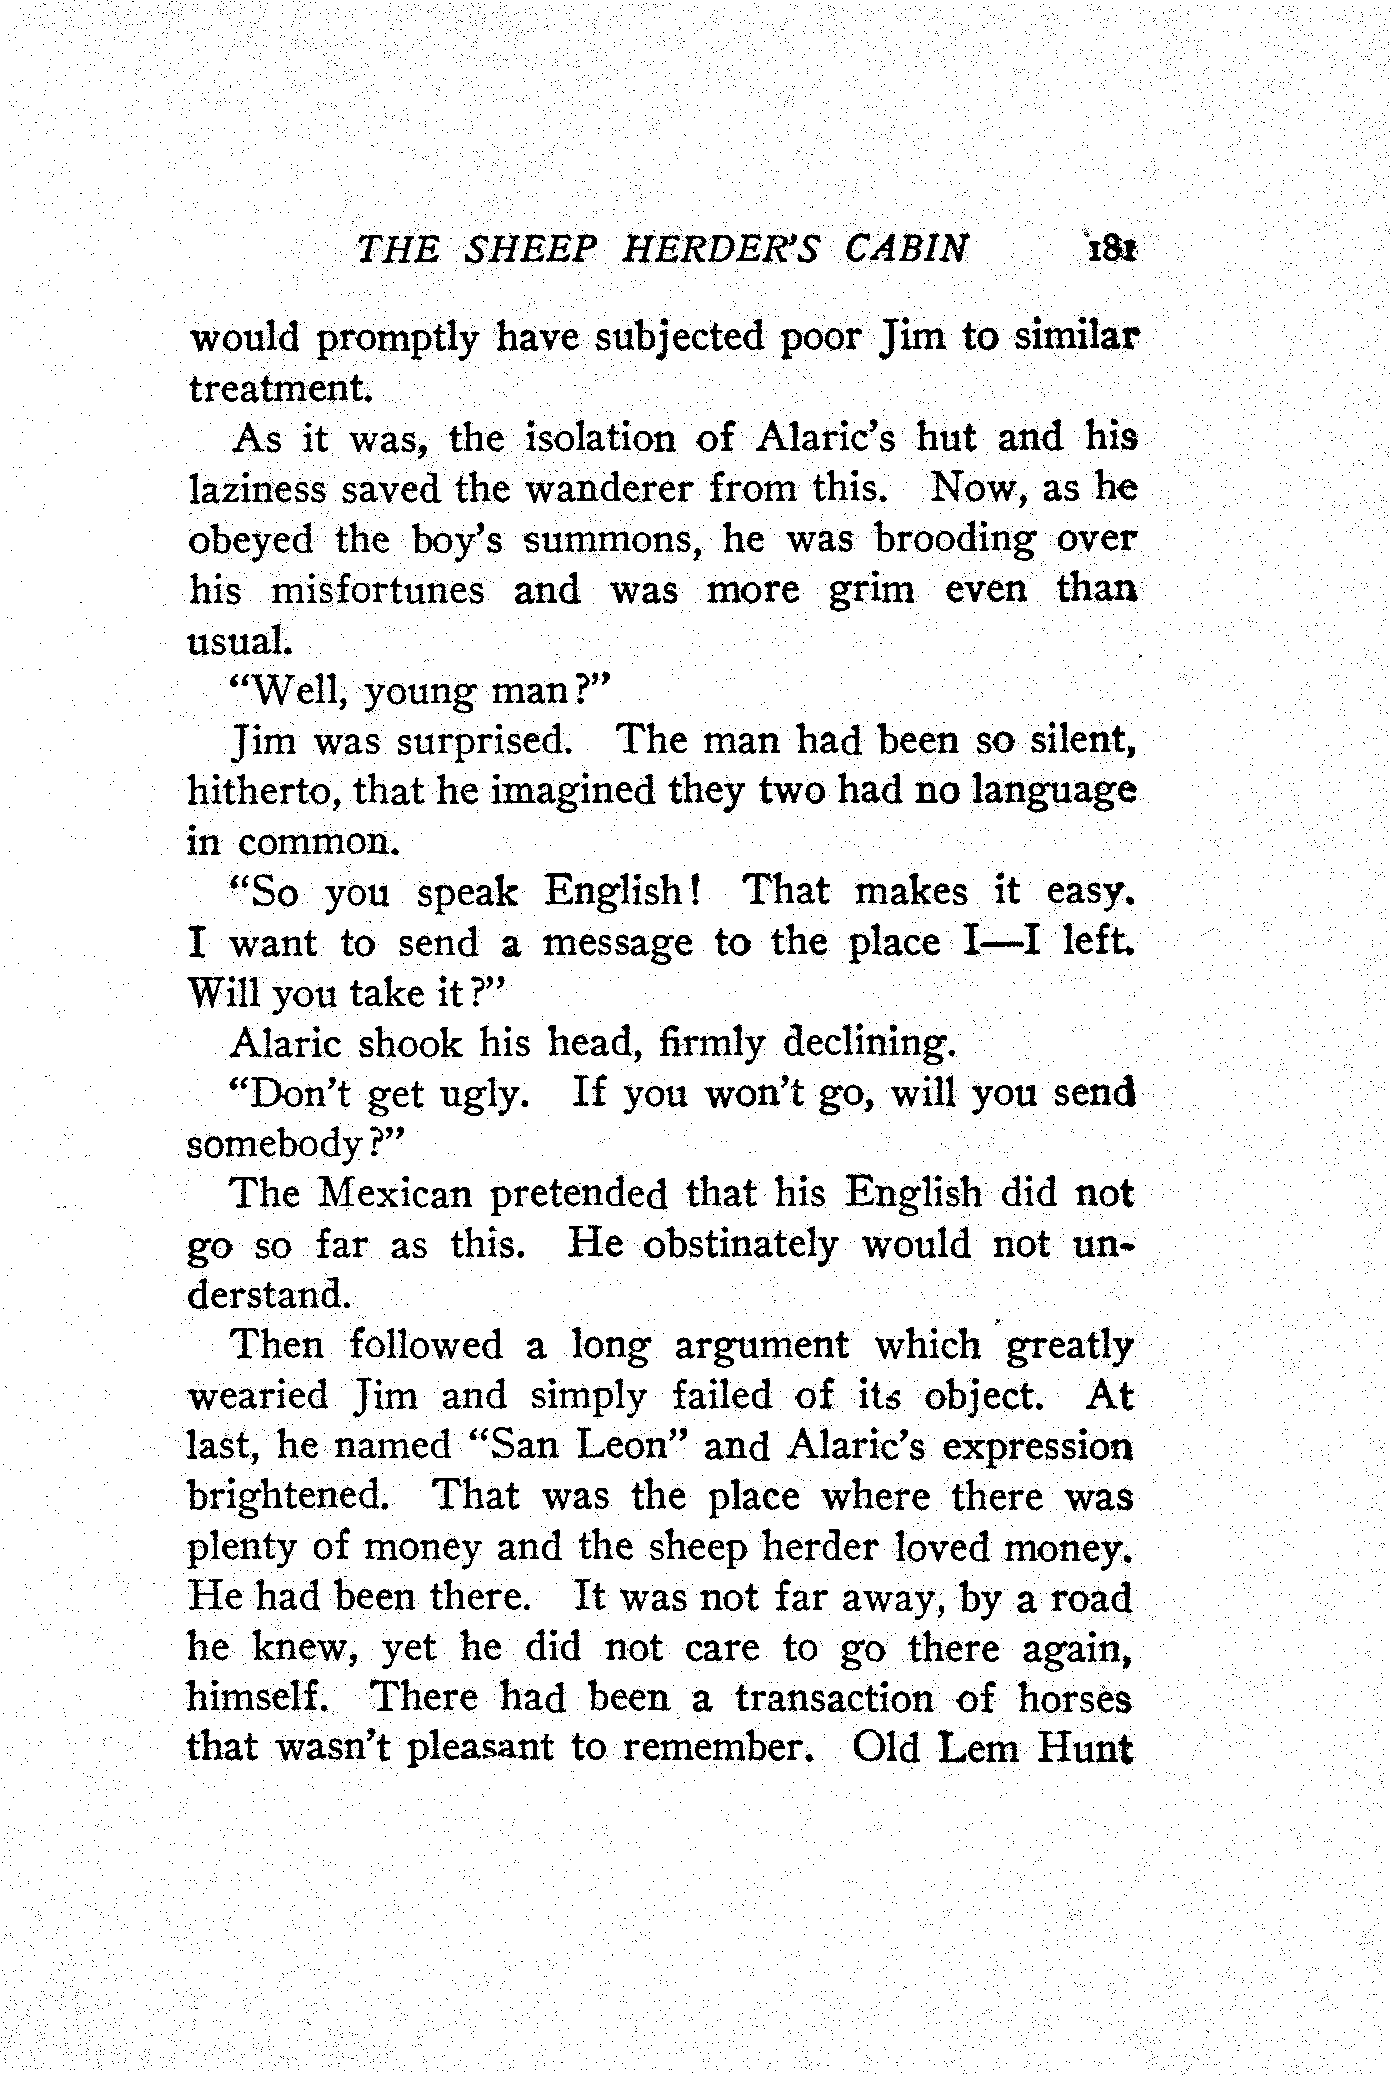 THE SHEEP HERDER'S CABIN 181
would promptly have subjected poor Jim to similar
treatment.
As it was, the isolation of Alaric's hut and his
laziness saved the wanderer from this. Now, as he
obeyed the boy's summons, he was brooding over
his misfortunes and was more grim even than
usual.
“Well, young man?”
Jim was surprised. The man had been so silent,
hitherto, that he imagined they two had no language
in common.
“So you speak English! That makes it easy.
I want to send a message to the place I—I left.
Will you take it?”
Alaric shook his head, firmly declining.
“Don't get ugly. If you won't go, will you send
somebody?”
The Mexican pretended that his English did not
go so far as this. He obstinately would not un-
derstand.
Then followed a long argument which greatly
wearied Jim and simply failed of its object. At
last, he named “San Leon” and Alaric's expression
brightened. That was the place where there was
plenty of money and the sheep herder loved money.
He had been there. It was not far away, by a road
he knew, yet he did not care to go there again,
himself. There had been a transaction of horses
that wasn't pleasant to remember. Old Lem Hunt